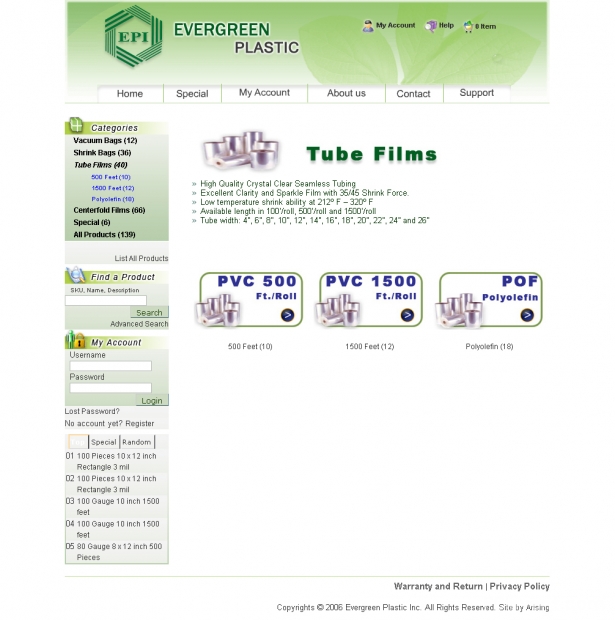 EPI
EVERGREEN
PLASTIC
My Account
Help
0 Item
Home
Special
My Account
About us
Contact
Support
Categories
Vacuum Bags (12)
Shrink Bags (36)
Tube Films (40)
500 Feet (10)
1500 Feet (12)
Polyolefin (18)
Centerfold Films (66)
Special (6)
All Products (139)
List All Products
Find a Product
SKU, Name, Description
Search
Advanced Search
My Account
Username
Password
Login
Lost Password?
No account yet? Register
Special
Random
01 100 Pieces 10 x 12 inch
Rectangle 3 mil
02 100 Pieces 10 x 12 inch
Rectangle 3 mil
03 100 Gauge 10 inch 1500
feet
04 100 Gauge 10 inch 1500
feet
05 80 Gauge 8 x 12 inch 500
Pieces
Tube Films
» High Quality Crystal Clear Seamless Tubing
» Excellent Clarity and Sparkle Film with 35/45 Shrink Force.
» Low temperature shrink ability at 212º F – 320º F
» Available length in 100'/roll, 500'/roll and 1500'/roll
» Tube width: 4", 6", 8", 10", 12", 14", 16", 18", 20", 22", 24" and 26"
PVC 500
Ft./Roll
500 Feet (10)
PVC 1500
Ft./Roll
1500 Feet (12)
POF
Polyolefin
Polyolefin (18)
Warranty and Return | Privacy Policy
Copyrights © 2006 Evergreen Plastic Inc. All Rights Reserved. Site by Ansing